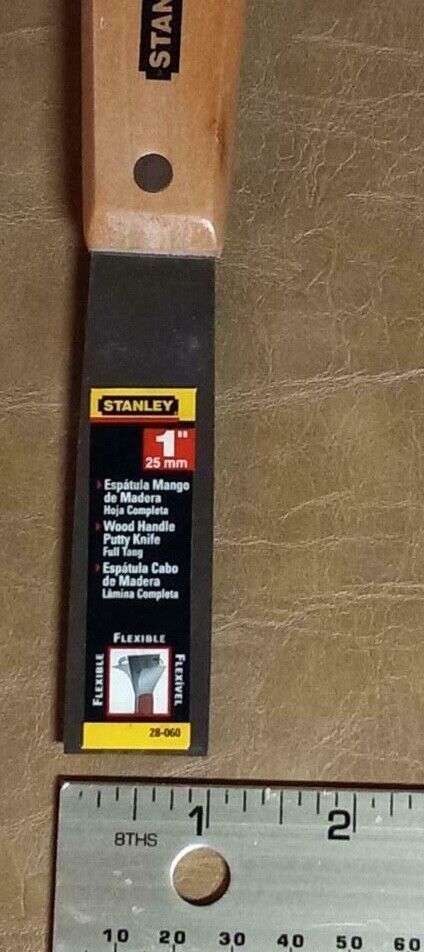 STAN
STANLEY
1"
25 mm
Espátula Mango
de Madera
Hoja Completa
Wood Handle
Putty Knife
Full Tang
Espátula Cabo
de Madera
Lâmina Completa
FLEXIBLE
FLEXIBLE
FLEXÍVEL
28-060
1 2
8THS
10 20 30 40 50 60